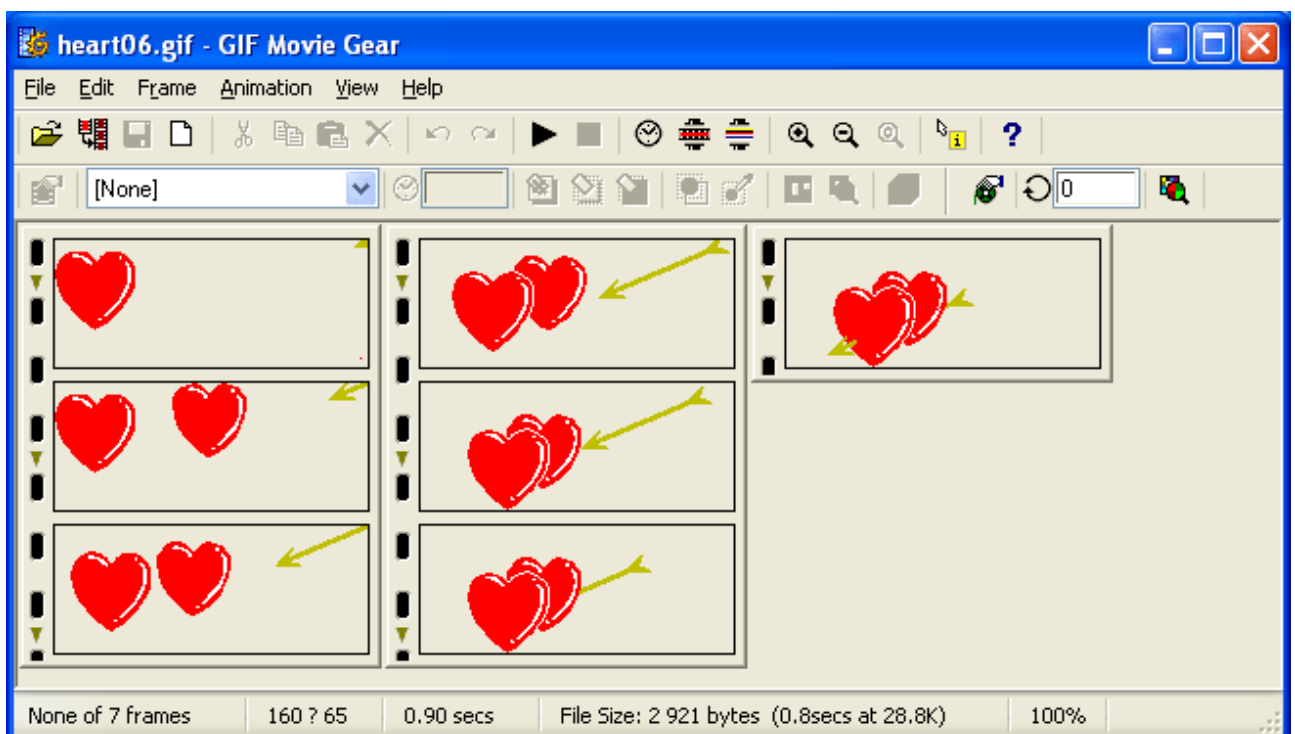 heart06.gif - GIF Movie Gear
File Edit Frame Animation View Help
[None] 0
None of 7 frames 160 ? 65 0.90 secs File Size: 2 921 bytes (0.8secs at 28.8K) 100%